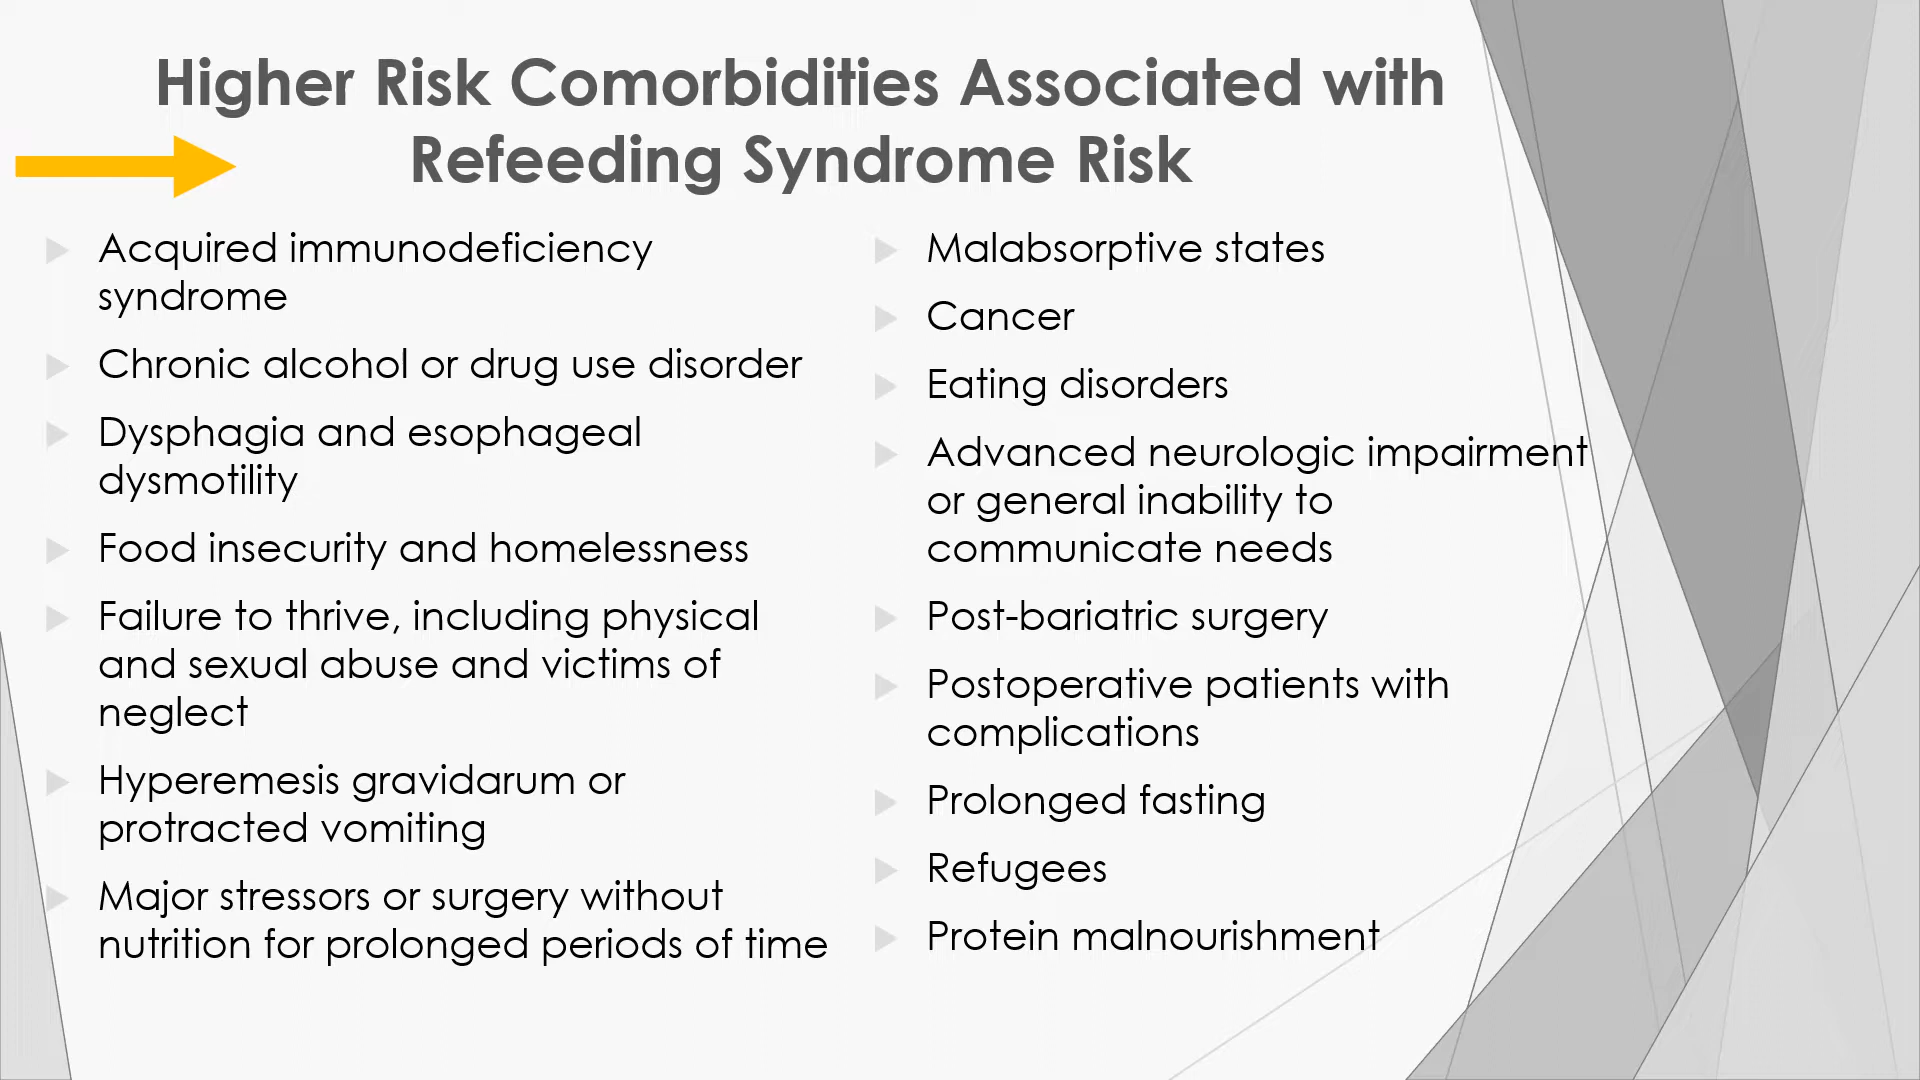 Higher Risk Comorbidities Associated with
Refeeding Syndrome Risk
Acquired immunodeficiency
syndrome
Chronic alcohol or drug use disorder
Dysphagia and esophageal
dysmotility
Food insecurity and homelessness
Failure to thrive, including physical
and sexual abuse and victims of
neglect
Hyperemesis gravidarum or
protracted vomiting
Major stressors or surgery without
nutrition for prolonged periods of time
Malabsorptive states
Cancer
Eating disorders
Advanced neurologic impairment
or general inability to
communicate needs
Post-bariatric surgery
Postoperative patients with
complications
Prolonged fasting
Refugees
Protein malnourishment